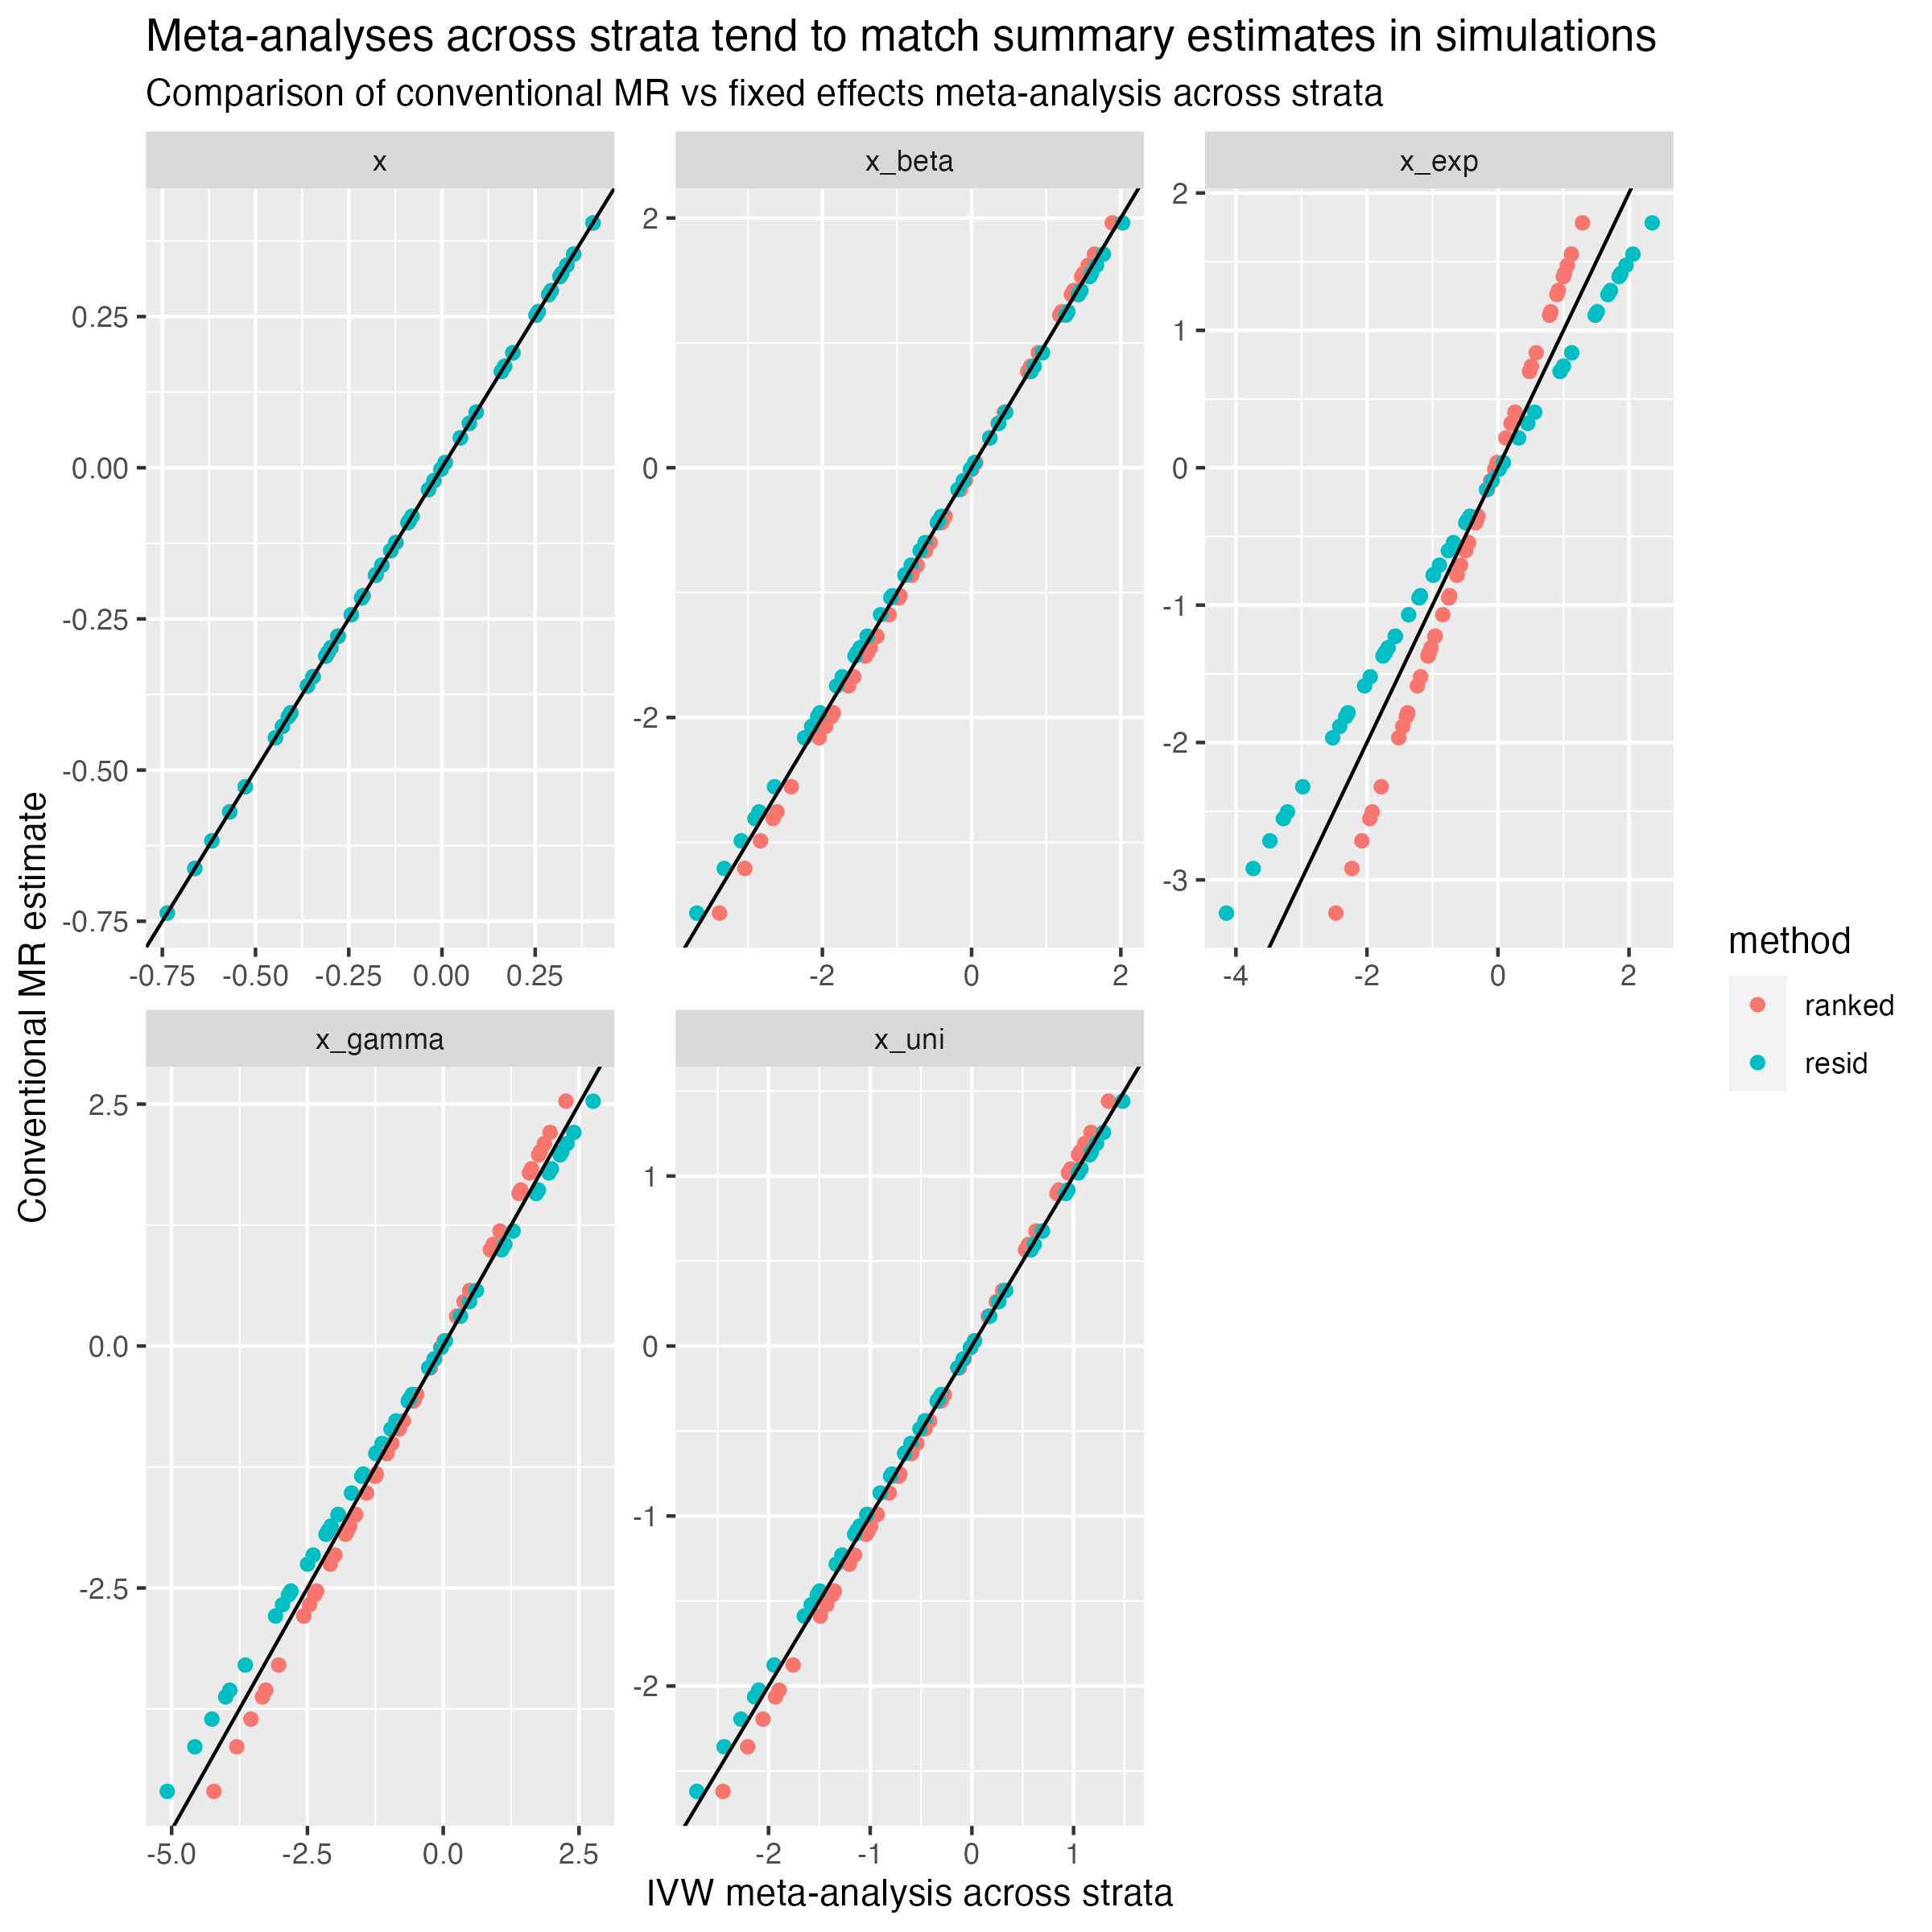 Meta-analyses across strata tend to match summary estimates in simulations
Comparison of conventional MR vs fixed effects meta-analysis across strata
x
x_beta
x_exp
0.25
0.00
-0.25
-0.50
-0.75
-0.75 -0.50 -0.25 0.00 0.25
2
0
-2
-2 0 2
2
1
0
-1
-2
-3
-4 -2 0 2
x_gamma
x_uni
2.5
0.0
-2.5
-5.0 -2.5 0.0 2.5
1
0
-1
-2
-2 -1 0 1
Conventional MR estimate
IVW meta-analysis across strata
method
ranked
resid